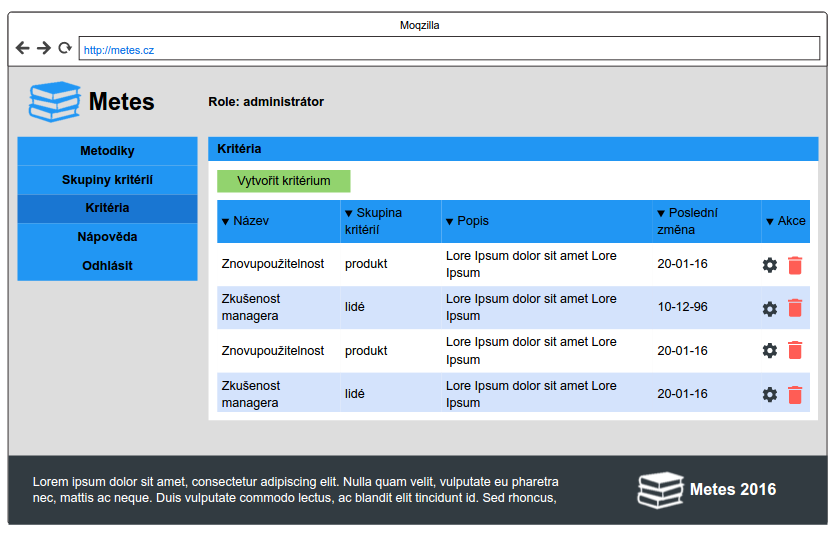 Moqzilla
http://metes.cz
Metes
Role: administrátor
Metodiky
Skupiny kritérií
Kritéria
Nápověda
Odhlásit
Kritéria
Vytvořit kritérium
▼ Název
▼ Skupina
kritérií
▼ Popis
▼ Poslední
změna
▼ Akce
Znovupoužitelnost
produkt
Lore Ipsum dolor sit amet Lore
Ipsum
20-01-16
Zkušenost
managera
lidé
Lore Ipsum dolor sit amet Lore
Ipsum
10-12-96
Znovupoužitelnost
produkt
Lore Ipsum dolor sit amet Lore
Ipsum
20-01-16
Zkušenost
managera
lidé
Lore Ipsum dolor sit amet Lore
Ipsum
20-01-16
Lorem ipsum dolor sit amet, consectetur adipiscing elit. Nulla quam velit, vulputate eu pharetra
nec, mattis ac neque. Duis vulputate commodo lectus, ac blandit elit tincidunt id. Sed rhoncus,
Metes 2016